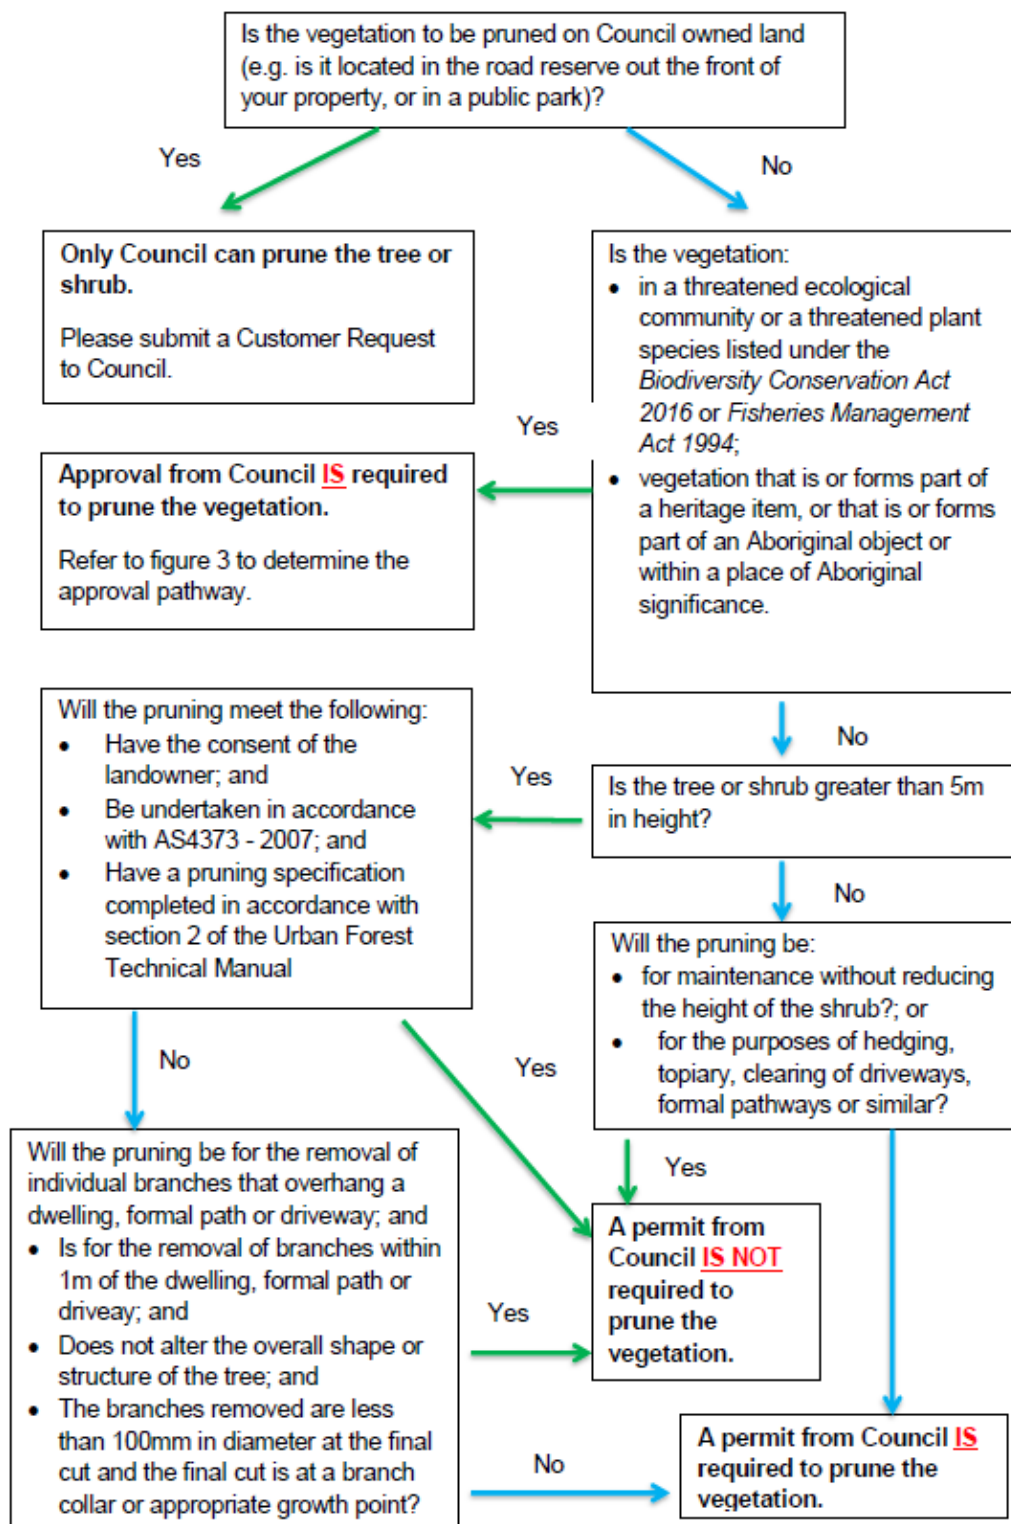 Is the vegetation to be pruned on Council owned land
(e.g. is it located in the road reserve out the front of
your property, or in a public park)?
Yes
No
Only Council can prune the tree or
shrub.
Please submit a Customer Request
to Council.
Is the vegetation:
• in a threatened ecological
community or a threatened plant
species listed under the
Biodiversity Conservation Act
2016 or Fisheries Management
Act 1994;
• vegetation that is or forms part of
a heritage item, or that is or forms
part of an Aboriginal object or
within a place of Aboriginal
significance.
Yes
Approval from Council IS required
to prune the vegetation.
Refer to figure 3 to determine the
approval pathway.
No
Is the tree or shrub greater than 5m
in height?
Yes
Will the pruning meet the following:
• Have the consent of the
landowner; and
• Be undertaken in accordance
with AS4373 - 2007; and
• Have a pruning specification
completed in accordance with
section 2 of the Urban Forest
Technical Manual
No
Will the pruning be:
• for maintenance without reducing
the height of the shrub?; or
• for the purposes of hedging,
topiary, clearing of driveways,
formal pathways or similar?
No
Yes
Yes
Will the pruning be for the removal of
individual branches that overhang a
dwelling, formal path or driveway; and
• Is for the removal of branches within
1m of the dwelling, formal path or
driveay; and
• Does not alter the overall shape or
structure of the tree; and
• The branches removed are less
than 100mm in diameter at the final
cut and the final cut is at a branch
collar or appropriate growth point?
Yes
A permit from
Council IS NOT
required to
prune the
vegetation.
No
A permit from Council IS
required to prune the
vegetation.